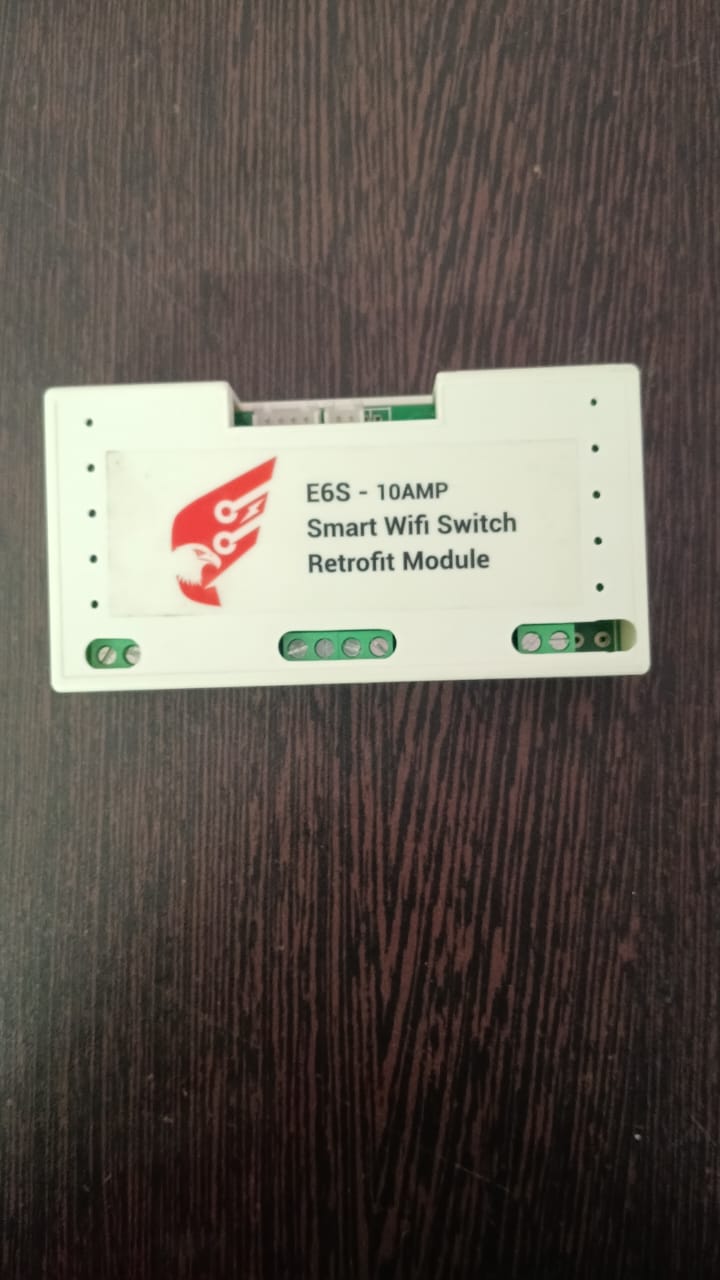 E6S - 10AMP
Smart Wifi Switch
Retrofit Module